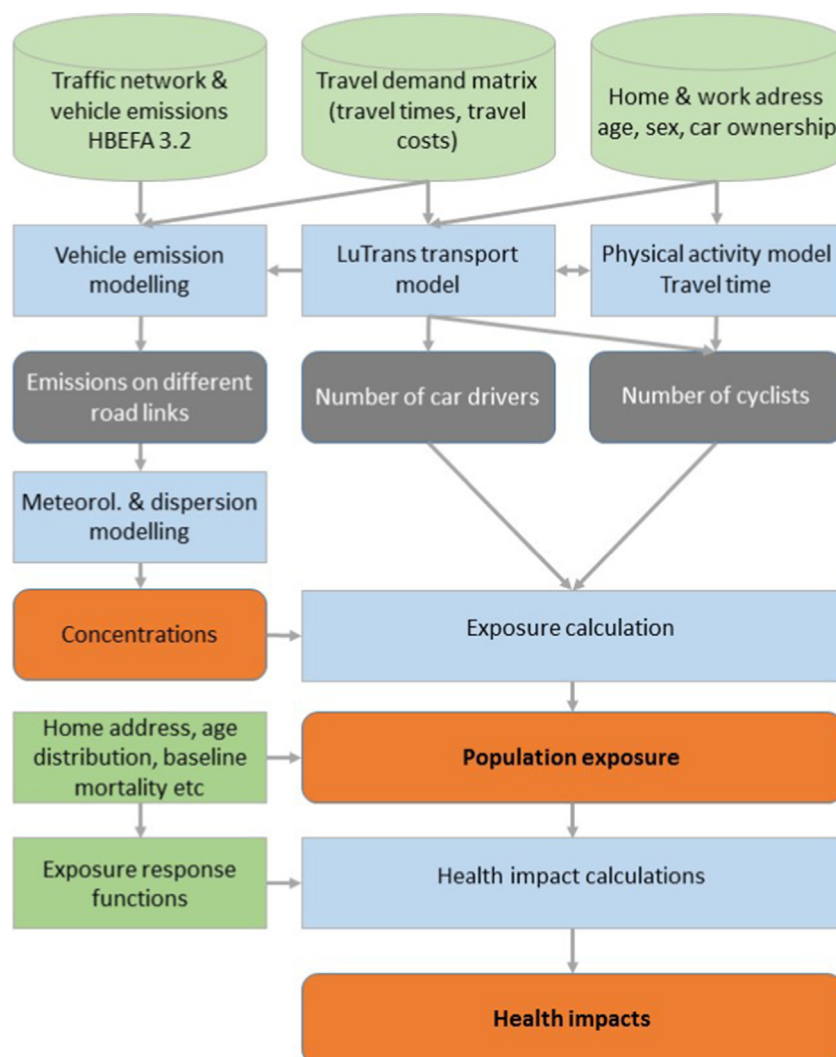 Traffic network &
vehicle emissions
HBEFA 3.2
Travel demand matrix
(travel times, travel
costs)
Home & work adress
age, sex, car ownership
Vehicle emission
modelling
LuTrans transport
model
Physical activity model
Travel time
Emissions on different
road links
Number of car drivers
Number of cyclists
Meteorol. & dispersion
modelling
Concentrations
Exposure calculation
Home address, age
distribution, baseline
mortality etc
Population exposure
Exposure response
functions
Health impact calculations
Health impacts